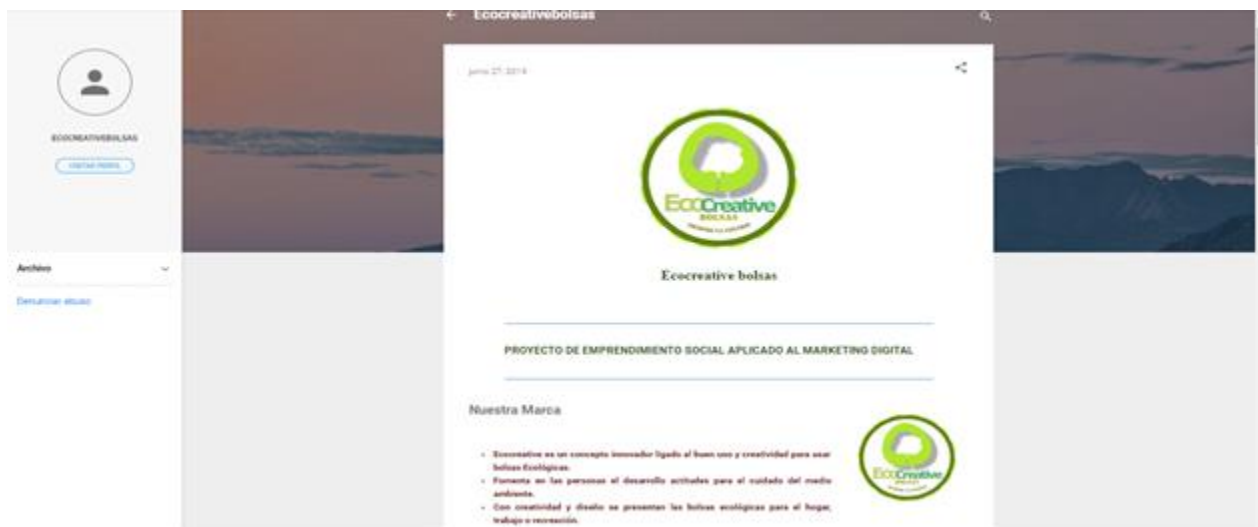 Ecocreativebolsas
ECOCREATIVEBOLSAS
VISITAR PERFIL
Archivo
Denunciar abuso
junio 27, 2019
EcoCreative
BOLSAS
Ecocreative bolsas
PROYECTO DE EMPRENDIMIENTO SOCIAL APLICADO AL MARKETING DIGITAL
Nuestra Marca
Ecocreative es un concepto innovador ligado al buen uso y creatividad para usar
bolsas Ecológicas.
Fomenta en las personas el desarrollo actitudes para el cuidado del medio
ambiente.
Con creatividad y diseño se presentan las bolsas ecológicas para el hogar,
trabajo o recreación.
EcoCreative
BOLSAS